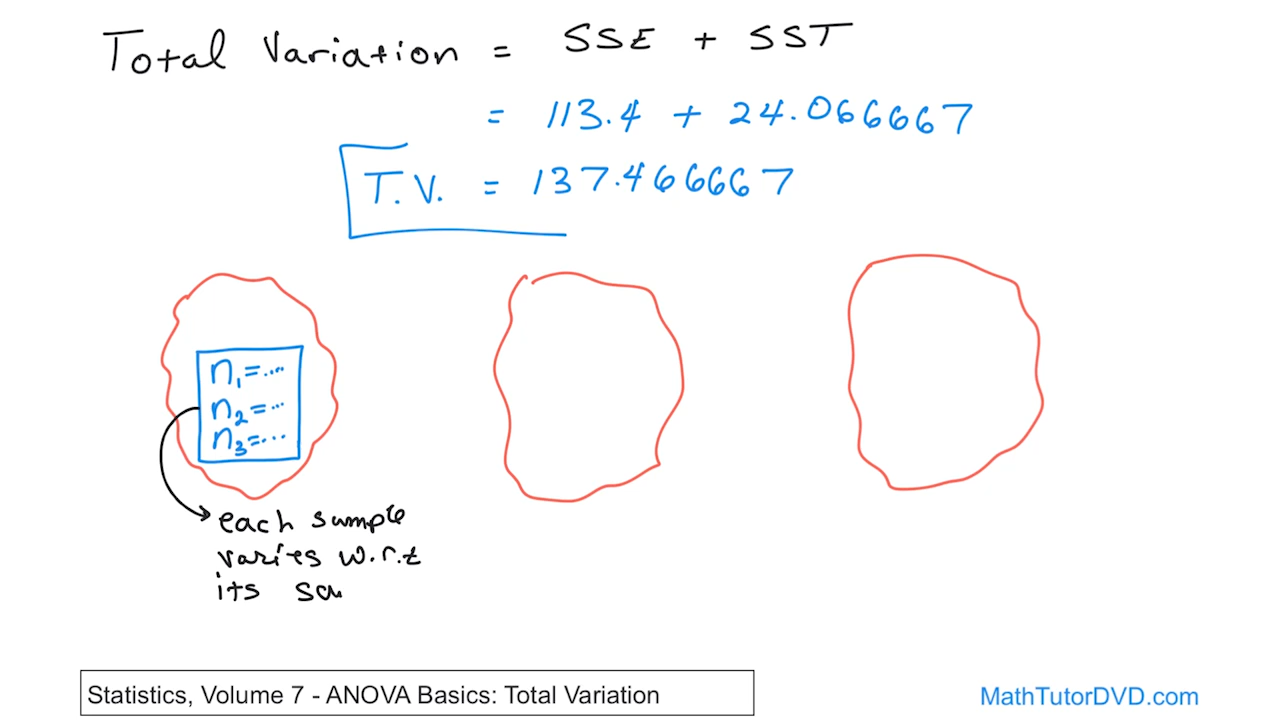 Total Variation = SSE + SST
= 113.4 + 24.066667
T.V. = 137.466667
n₁=...
n₂=...
n₃=...
each sample
varies w.r.t
its sa
Statistics, Volume 7 - ANOVA Basics: Total Variation
MathTutorDVD.com